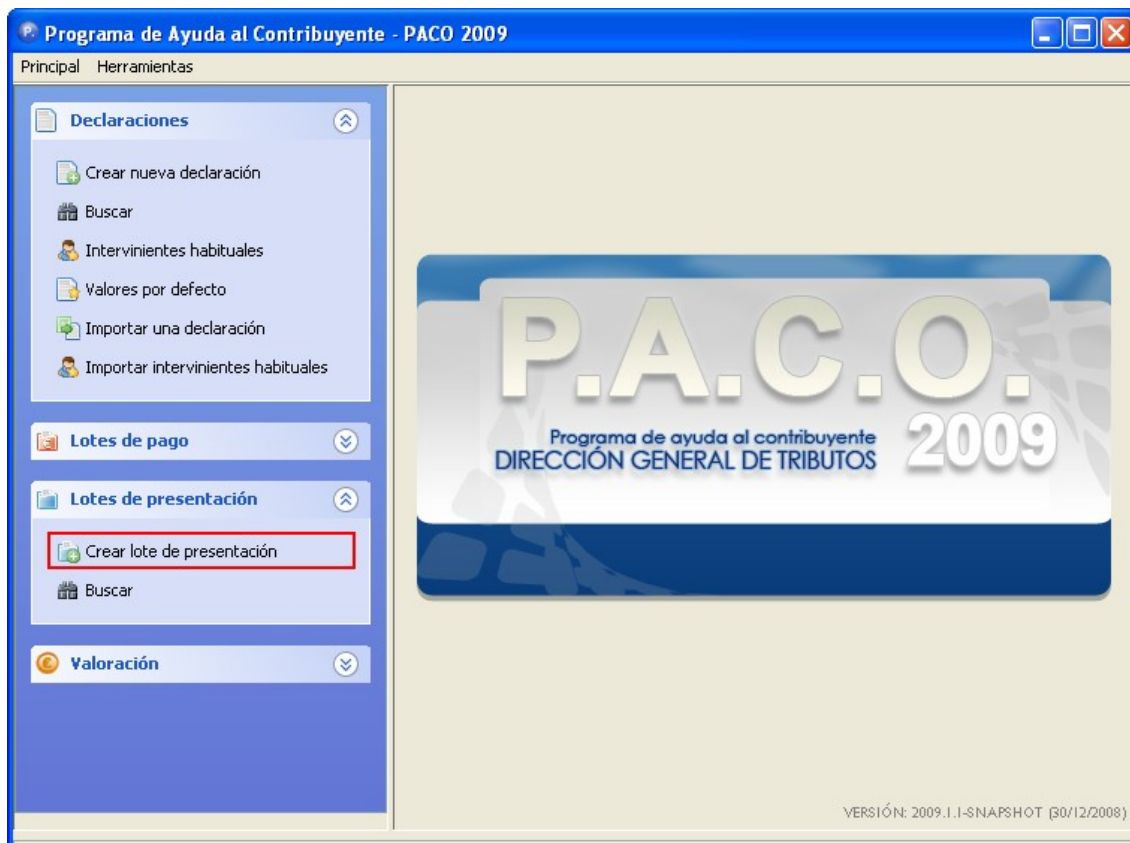 Programa de Ayuda al Contribuyente - PACO 2009
Principal Herramientas
Declaraciones
Crear nueva declaración
Buscar
Intervinientes habituales
Valores por defecto
Importar una declaración
Importar intervinientes habituales
Lotes de pago
Lotes de presentación
Crear lote de presentación
Buscar
Valoración
P.A.C.O.
2009
Programa de ayuda al contribuyente
DIRECCIÓN GENERAL DE TRIBUTOS
VERSIÓN: 2009.1.1-SNAPSHOT (30/12/2008)